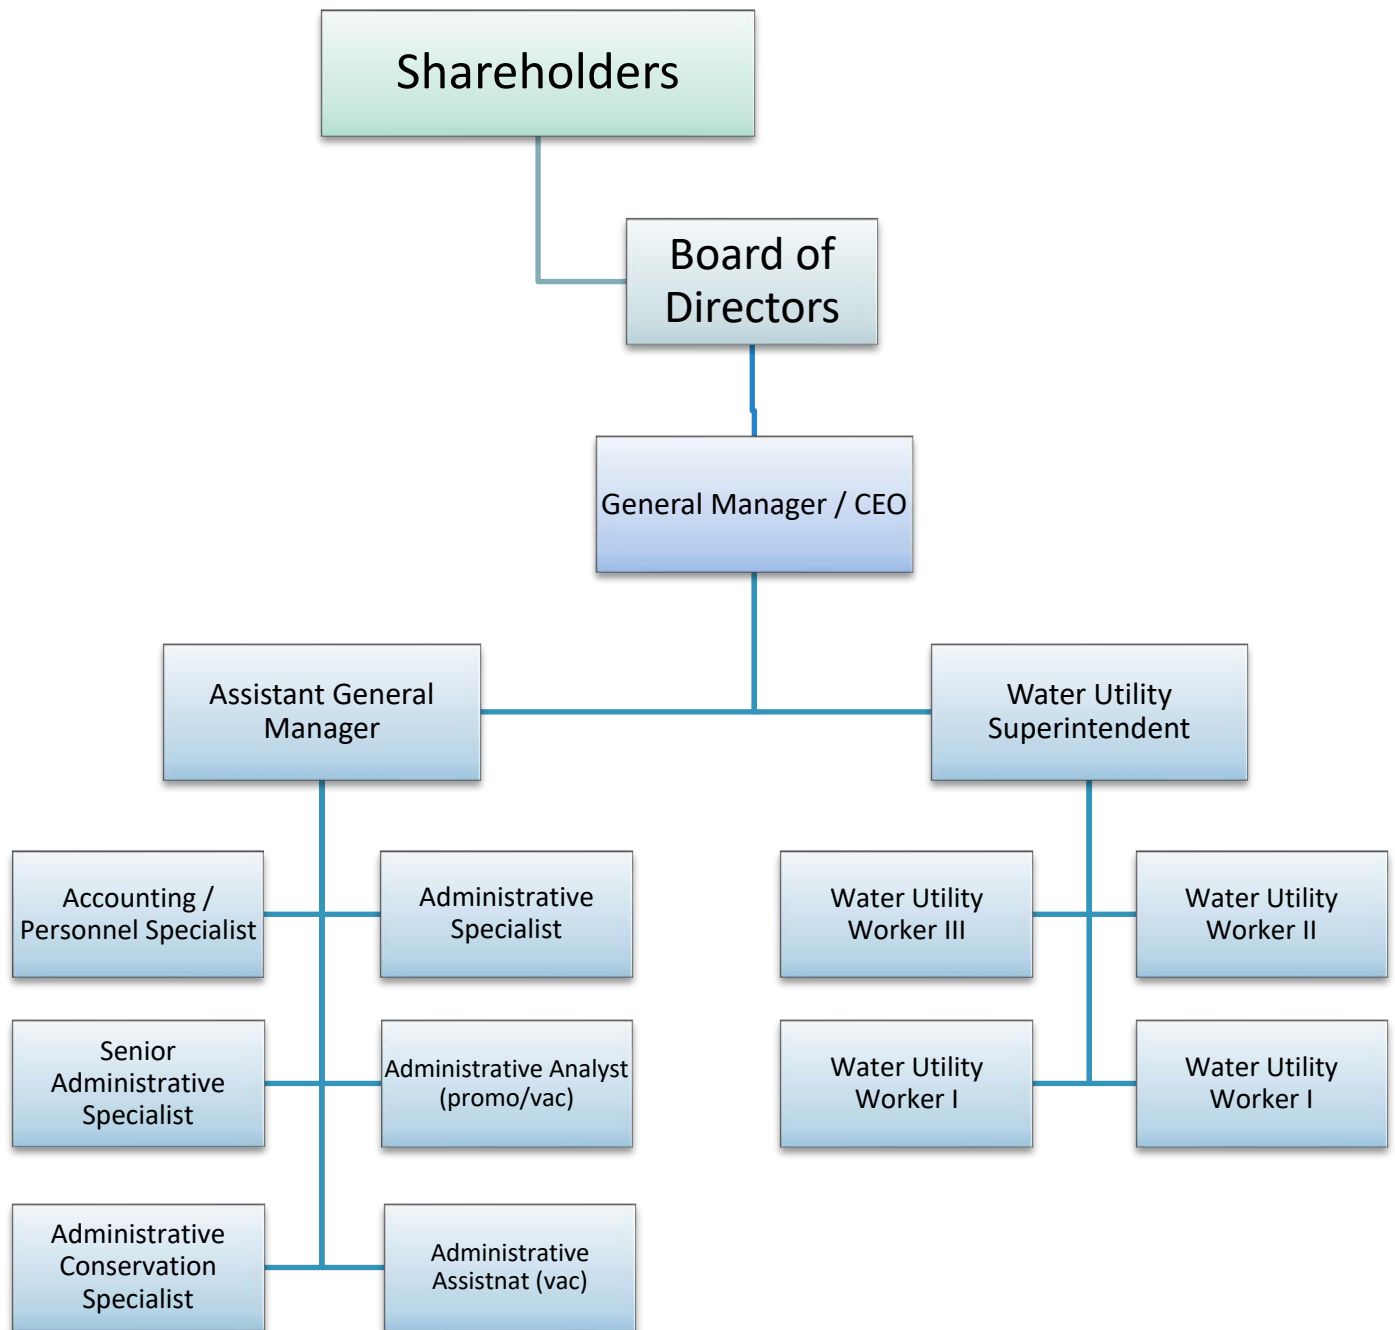 Shareholders
Board of
Directors
General Manager / CEO
Assistant General
Manager
Water Utility
Superintendent
Accounting /
Personnel Specialist
Administrative
Specialist
Water Utility
Worker III
Water Utility
Worker II
Senior
Administrative
Specialist
Administrative Analyst
(promo/vac)
Water Utility
Worker I
Water Utility
Worker I
Administrative
Conservation
Specialist
Administrative
Assistnat (vac)